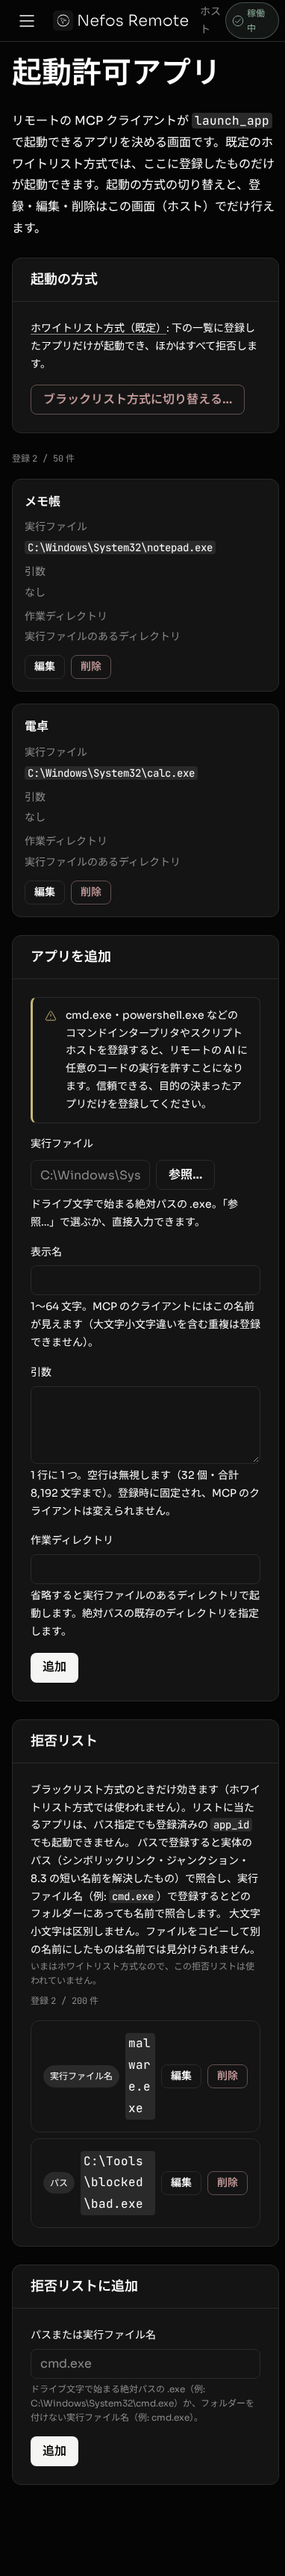 Nefos Remote
ホスト
稼働中
起動許可アプリ
リモートの MCP クライアントが launch_app
で起動できるアプリを決める画面です。既定のホ
ワイトリスト方式では、ここに登録したものだけ
が起動できます。起動の方式の切り替えと、登
録・編集・削除はこの画面（ホスト）でだけ行え
ます。
起動の方式
ホワイトリスト方式（既定）: 下の一覧に登録し
たアプリだけが起動でき、ほかはすべて拒否しま
す。
ブラックリスト方式に切り替える...
登録 2 / 50 件
メモ帳
実行ファイル
C:\Windows\System32\notepad.exe
引数
なし
作業ディレクトリ
実行ファイルのあるディレクトリ
編集 削除
電卓
実行ファイル
C:\Windows\System32\calc.exe
引数
なし
作業ディレクトリ
実行ファイルのあるディレクトリ
編集 削除
アプリを追加
cmd.exe・powershell.exe などの
コマンドインタープリタやスクリプト
ホストを登録すると、リモートの AI に
任意のコードの実行を許すことになり
ます。信頼できる、目的の決まったア
プリだけを登録してください。
実行ファイル
C:\Windows\Sys 参照...
ドライブ文字で始まる絶対パスの .exe。「参
照...」で選ぶか、直接入力できます。
表示名
1〜64 文字。MCP のクライアントにはこの名前
が見えます（大文字小文字違いを含む重複は登録
できません）。
引数
1 行に 1 つ。空行は無視します（32 個・合計
8,192 文字まで）。登録時に固定され、MCP のク
ライアントは変えられません。
作業ディレクトリ
省略すると実行ファイルのあるディレクトリで起
動します。絶対パスの既存のディレクトリを指定
します。
追加
拒否リスト
ブラックリスト方式のときだけ効きます（ホワイ
トリスト方式では使われません）。リストに当た
るアプリは、パス指定でも登録済みの app_id
でも起動できません。 パスで登録すると実体の
パス（シンボリックリンク・ジャンクション・
8.3 の短い名前を解決したもの）で照合し、実行
ファイル名（例: cmd.exe ）で登録するとどの
フォルダーにあっても名前で照合します。 大文字
小文字は区別しません。ファイルをコピーして別
の名前にしたものは名前では見分けられません。
いまはホワイトリスト方式なので、この拒否リストは使
われていません。
登録 2 / 200 件
実行ファイル名
mal
war
e.e
xe
編集 削除
パス
C:\Tools
\blocked
\bad.exe
編集 削除
拒否リストに追加
パスまたは実行ファイル名
cmd.exe
ドライブ文字で始まる絶対パスの .exe（例:
C:\Windows\System32\cmd.exe）か、フォルダーを
付けない実行ファイル名（例: cmd.exe）。
追加